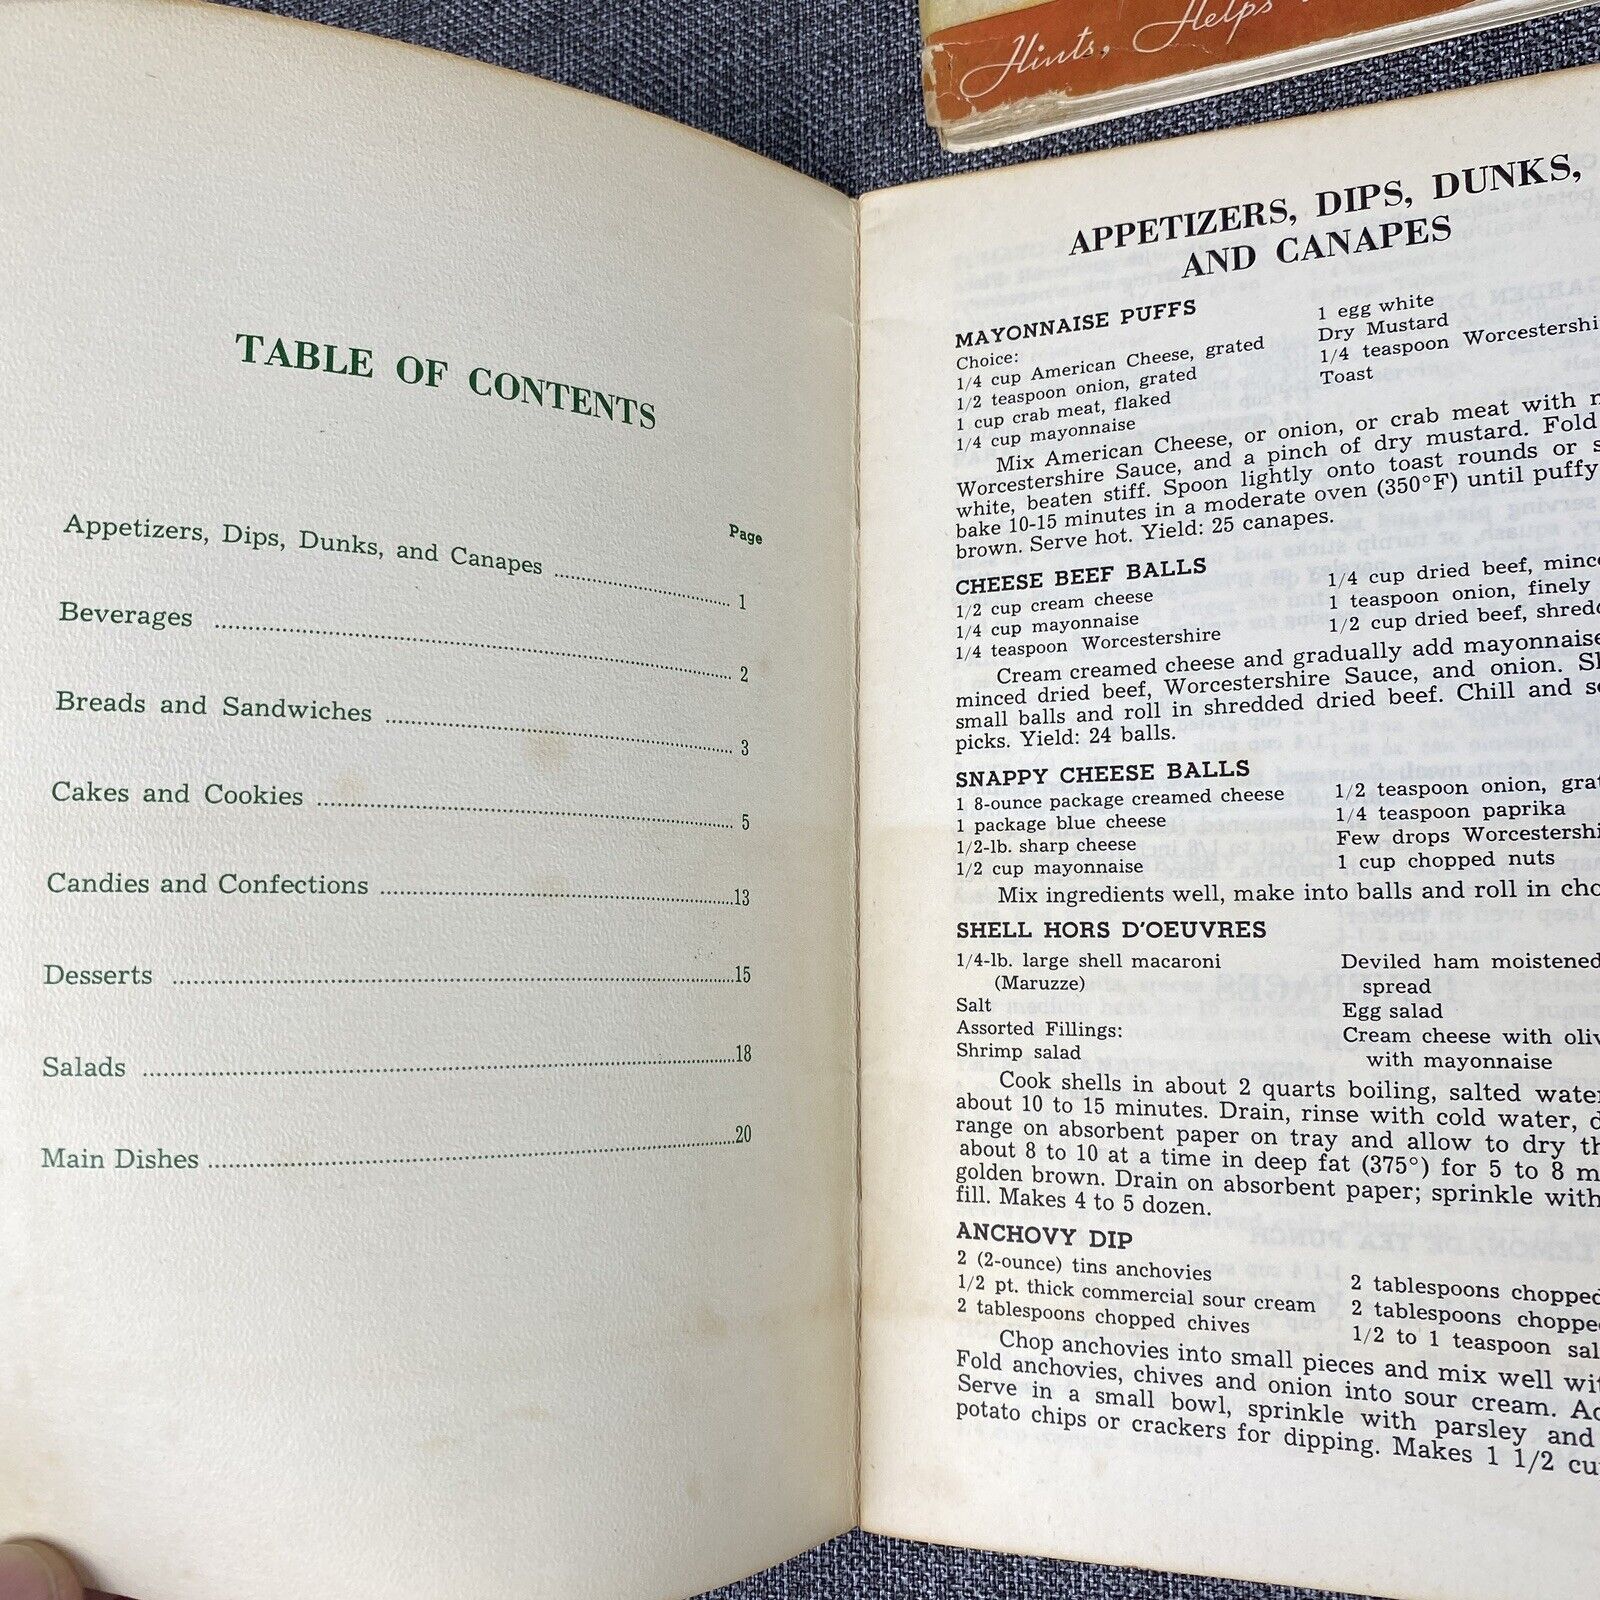 Hints, Helps
TABLE OF CONTENTS
Page
Appetizers, Dips, Dunks, and Canapes 1
Beverages 2
Breads and Sandwiches 3
Cakes and Cookies 5
Candies and Confections 13
Desserts 15
Salads 18
Main Dishes 20
APPETIZERS, DIPS, DUNKS,
AND CANAPES
MAYONNAISE PUFFS
Choice:
1/4 cup American Cheese, grated
1/2 teaspoon onion, grated
1 cup crab meat, flaked
1/4 cup mayonnaise
1 egg white
Dry Mustard
1/4 teaspoon Worcestershi
Toast
Mix American Cheese, or onion, or crab meat with m
Worcestershire Sauce, and a pinch of dry mustard. Fold
white, beaten stiff. Spoon lightly onto toast rounds or s
bake 10-15 minutes in a moderate oven (350°F) until puffy
brown. Serve hot. Yield: 25 canapes.
CHEESE BEEF BALLS
1/2 cup cream cheese
1/4 cup mayonnaise
1/4 teaspoon Worcestershire
1/4 cup dried beef, mince
1 teaspoon onion, finely
1/2 cup dried beef, shredd
Cream creamed cheese and gradually add mayonnaise
minced dried beef, Worcestershire Sauce, and onion. Sh
small balls and roll in shredded dried beef. Chill and se
picks. Yield: 24 balls.
SNAPPY CHEESE BALLS
1 8-ounce package creamed cheese
1 package blue cheese
1/2-lb. sharp cheese
1/2 cup mayonnaise
1/2 teaspoon onion, grat
1/4 teaspoon paprika
Few drops Worcestershi
1 cup chopped nuts
Mix ingredients well, make into balls and roll in cho
SHELL HORS D'OEUVRES
1/4-lb. large shell macaroni
(Maruzze)
Salt
Assorted Fillings:
Shrimp salad
Deviled ham moistened
spread
Egg salad
Cream cheese with oliv
with mayonnaise
Cook shells in about 2 quarts boiling, salted water
about 10 to 15 minutes. Drain, rinse with cold water, d
range on absorbent paper on tray and allow to dry th
about 8 to 10 at a time in deep fat (375°) for 5 to 8 m
golden brown. Drain on absorbent paper; sprinkle with
fill. Makes 4 to 5 dozen.
ANCHOVY DIP
2 (2-ounce) tins anchovies
1/2 pt. thick commercial sour cream
2 tablespoons chopped chives
2 tablespoons chopped
2 tablespoons choppe
1/2 to 1 teaspoon sal
Chop anchovies into small pieces and mix well wi
Fold anchovies, chives and onion into sour cream. Ad
Serve in a small bowl, sprinkle with parsley and
potato chips or crackers for dipping. Makes 1 1/2 cu